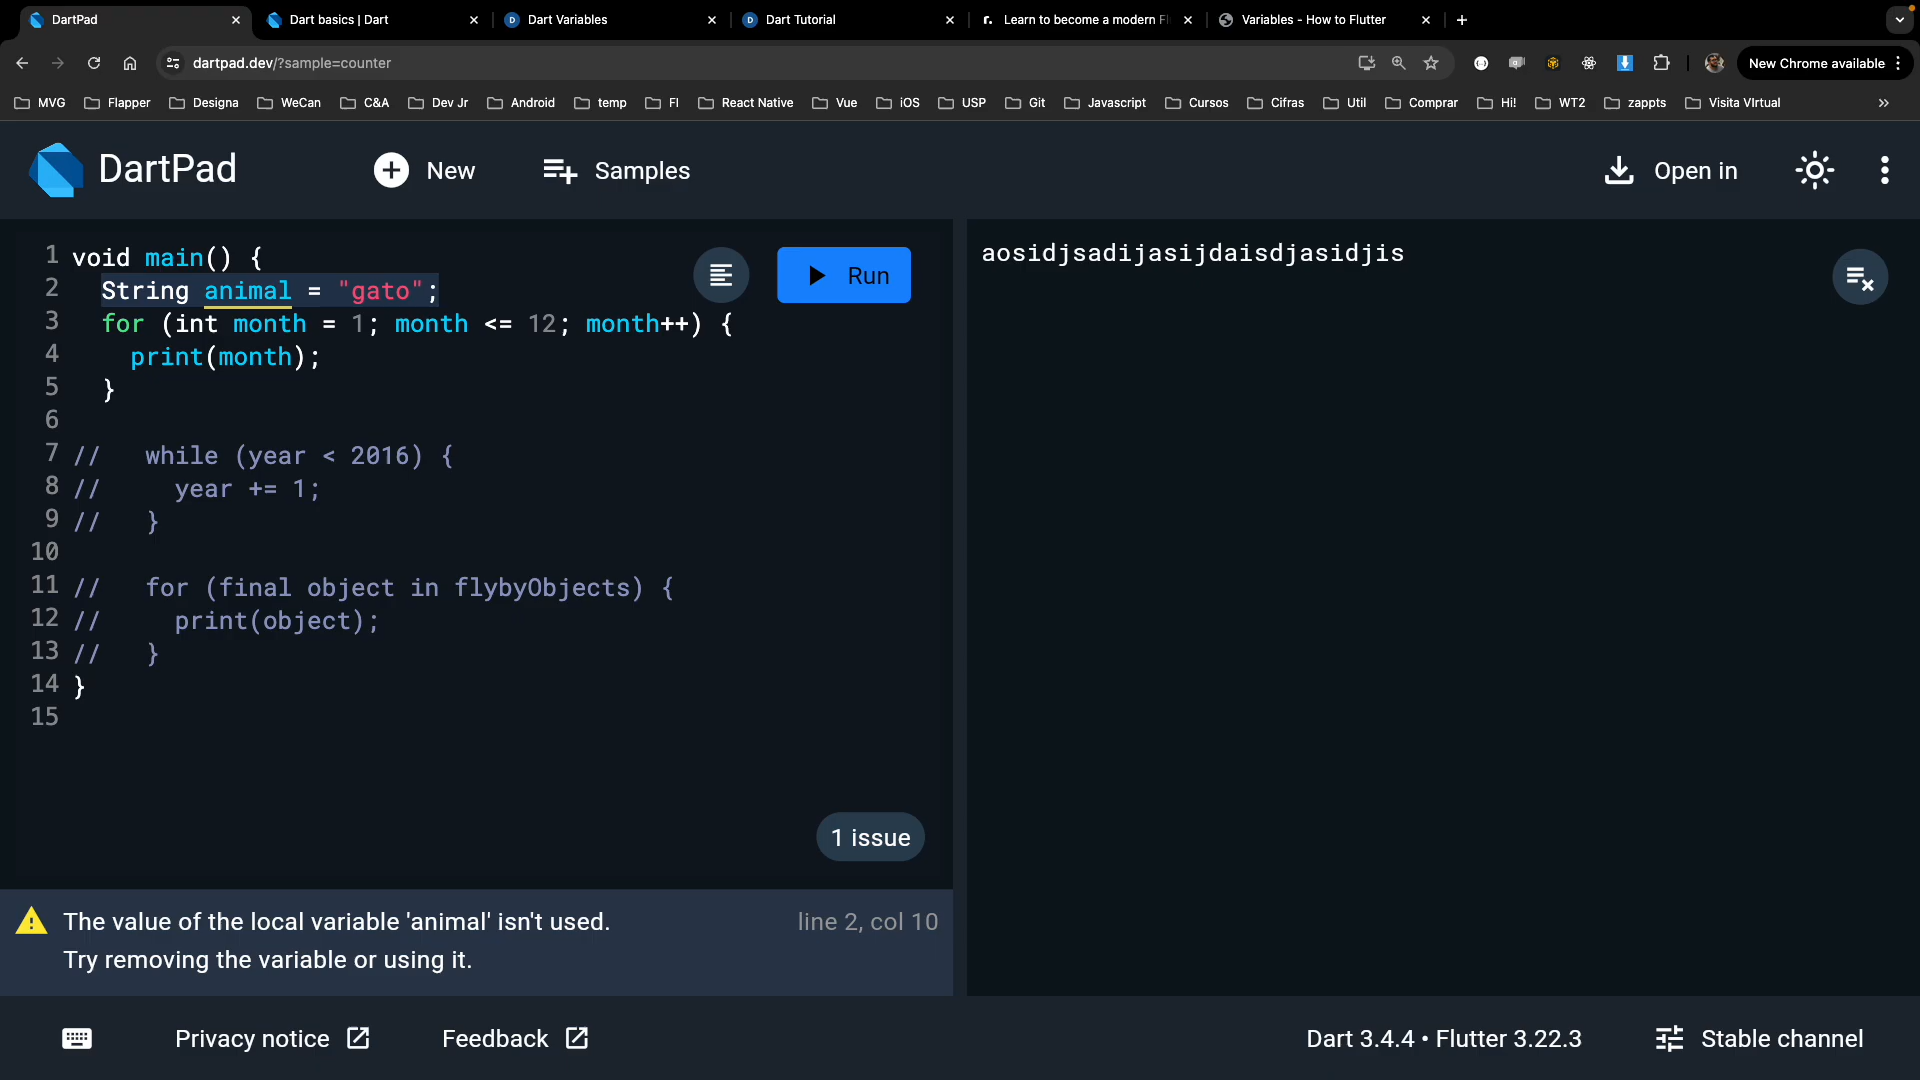 DartPad
Dart basics | Dart
Dart Variables
Dart Tutorial
Learn to become a modern Fl
Variables - How to Flutter
dartpad.dev/?sample=counter
New Chrome available
MVG Flapper Designa WeCan C&A Dev Jr Android temp Fl React Native Vue iOS USP Git Javascript Cursos Cifras Util Comprar Hi! WT2 zappts Visita VIrtual
DartPad
New
Samples
Open in
1 void main() {
2 String animal = "gato";
3 for (int month = 1; month <= 12; month++) {
4 print(month);
5 }
6
7 // while (year < 2016) {
8 // year += 1;
9 // }
10
11 // for (final object in flybyObjects) {
12 // print(object);
13 // }
14 }
15
Run
aosidjsadijasijdaisdjasidjis
1 issue
The value of the local variable 'animal' isn't used.
line 2, col 10
Try removing the variable or using it.
Privacy notice
Feedback
Dart 3.4.4 • Flutter 3.22.3
Stable channel